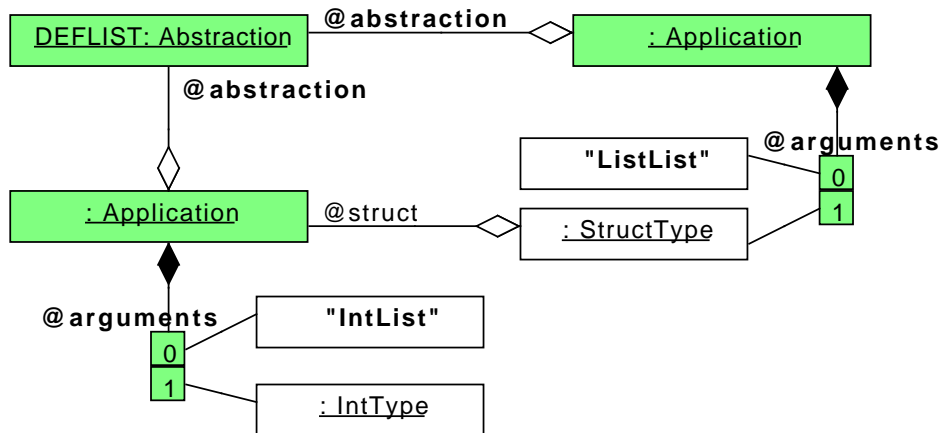 @abstraction
DEFLIST: Abstraction
: Application
@abstraction
@arguments
"ListList"
0
: Application
@struct
1
: StructType
@arguments
"IntList"
0
1
: IntType